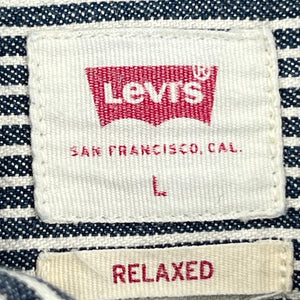 Levi's®
SAN FRANCISCO, CAL.
L
RELAXED